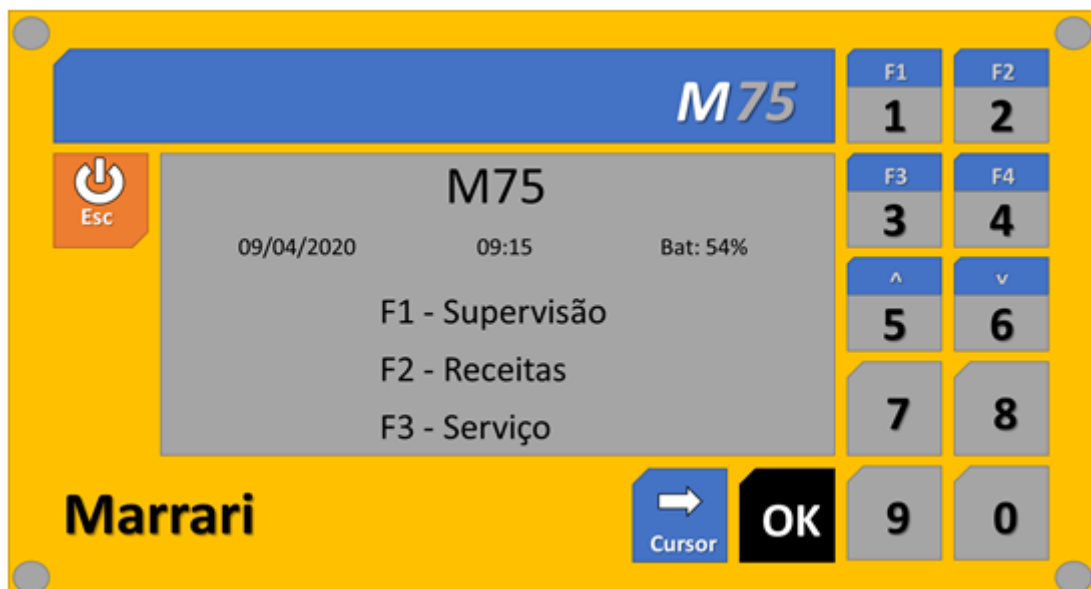 M75
F1 F2
1 2
Esc
M75
F3 F4
3 4
09/04/2020 09:15 Bat: 54%
^ v
5 6
F1 - Supervisão
F2 - Receitas
F3 - Serviço
7 8
Marrari
Cursor
OK
9 0